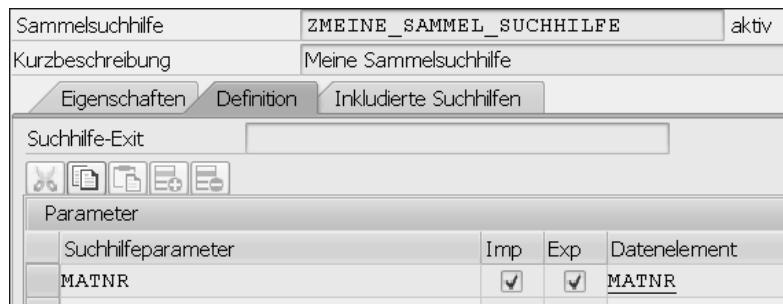 Sammelsuchhilfe ZMEINE_SAMMEL_SUCHHILFE aktiv
Kurzbeschreibung Meine Sammelsuchhilfe
Eigenschaften Definition Inkludierte Suchhilfen
Suchhilfe-Exit
Parameter
Suchhilfeparameter Imp Exp Datenelement
MATNR MATNR